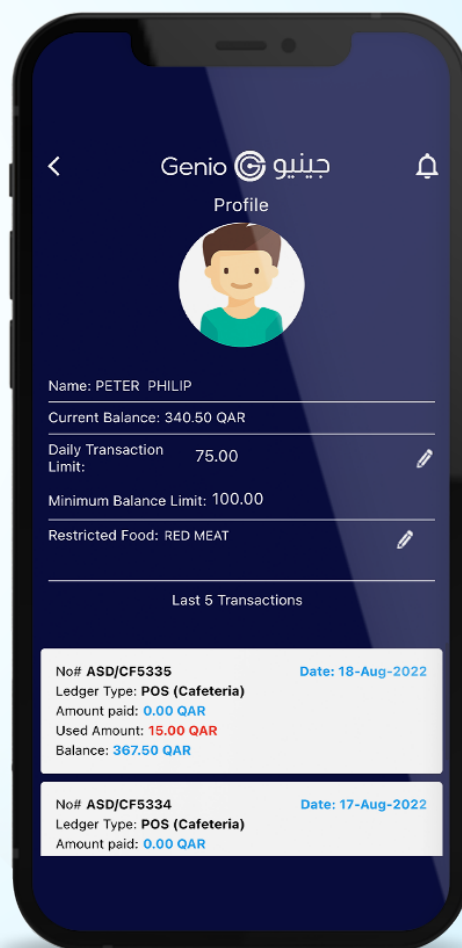 Genio جينيو
Profile
Name: PETER PHILIP
Current Balance: 340.50 QAR
Daily Transaction Limit: 75.00
Minimum Balance Limit: 100.00
Restricted Food: RED MEAT
Last 5 Transactions
No# ASD/CF5335 Date: 18-Aug-2022
Ledger Type: POS (Cafeteria)
Amount paid: 0.00 QAR
Used Amount: 15.00 QAR
Balance: 367.50 QAR
No# ASD/CF5334 Date: 17-Aug-2022
Ledger Type: POS (Cafeteria)
Amount paid: 0.00 QAR